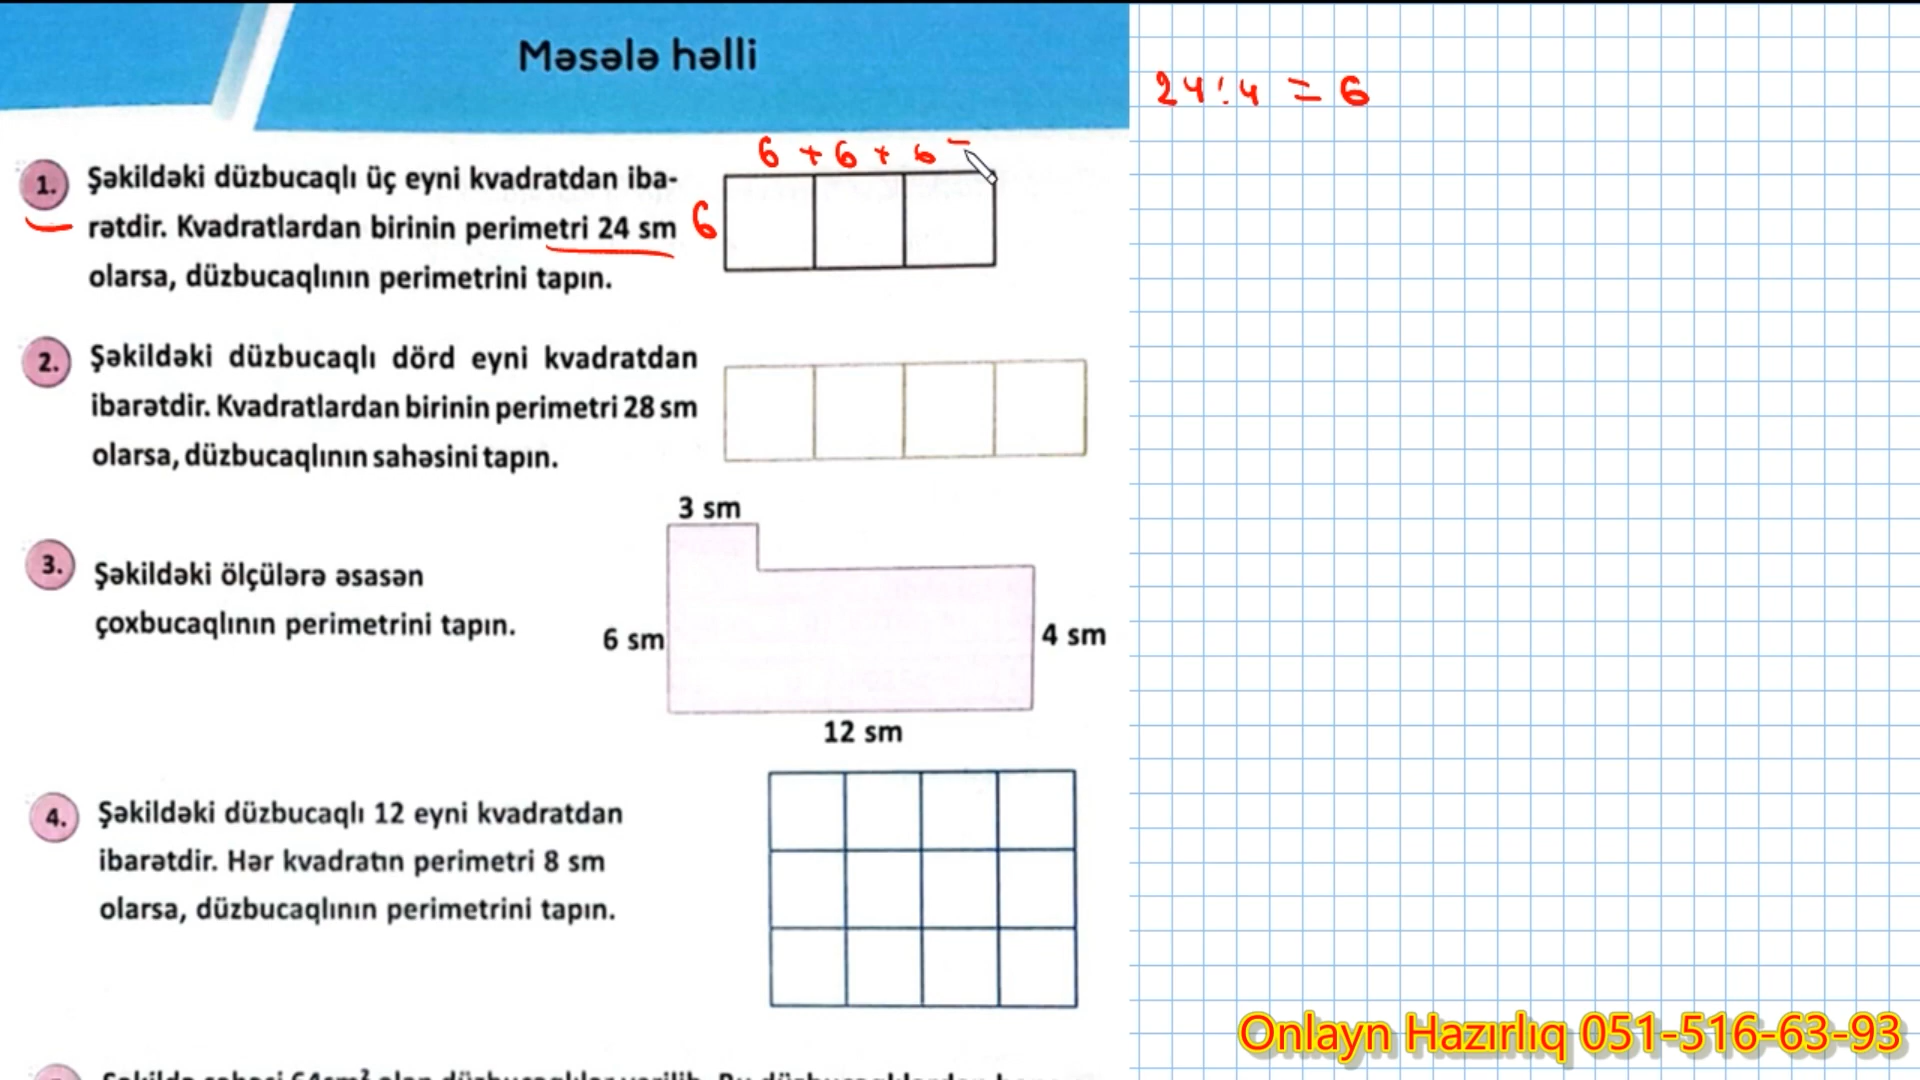 Məsələ həlli
24:4 = 6
6 + 6 + 6 =
1. Şəkildəki düzbucaqlı üç eyni kvadratdan iba-
rətdir. Kvadratlardan birinin perimetri 24 sm
6
olarsa, düzbucaqlının perimetrini tapın.
2. Şəkildəki düzbucaqlı dörd eyni kvadratdan
ibarətdir. Kvadratlardan birinin perimetri 28 sm
olarsa, düzbucaqlının sahəsini tapın.
3 sm
3. Şəkildəki ölçülərə əsasən
çoxbucaqlının perimetrini tapın.
6 sm
4 sm
12 sm
4. Şəkildəki düzbucaqlı 12 eyni kvadratdan
ibarətdir. Hər kvadratın perimetri 8 sm
olarsa, düzbucaqlının perimetrini tapın.
Onlayn Hazırlıq 051-516-63-93